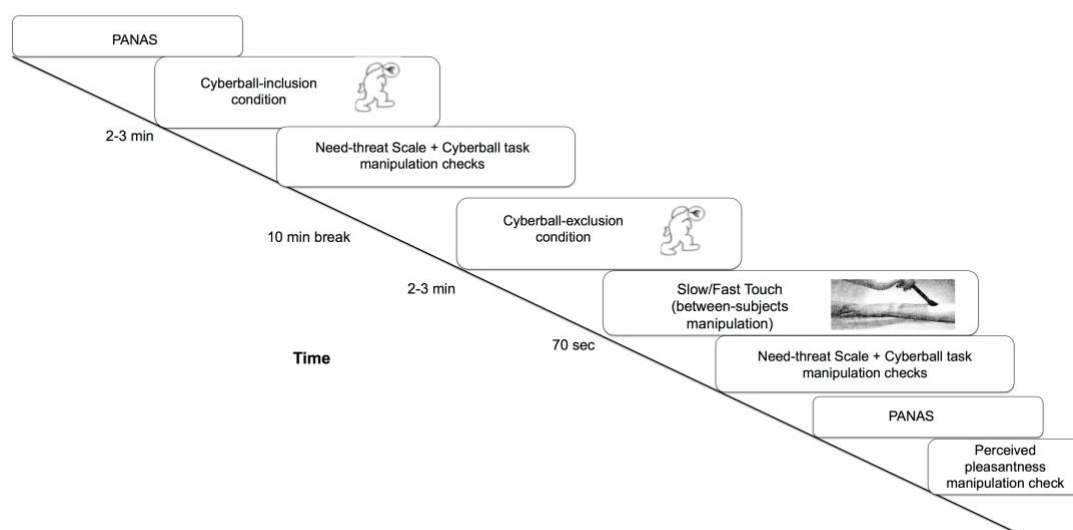 PANAS
Cyberball-inclusion
condition
2-3 min
Need-threat Scale + Cyberball task
manipulation checks
10 min break
Cyberball-exclusion
condition
2-3 min
Slow/Fast Touch
(between-subjects
manipulation)
70 sec
Time
Need-threat Scale + Cyberball task
manipulation checks
PANAS
Perceived
pleasantness
manipulation check